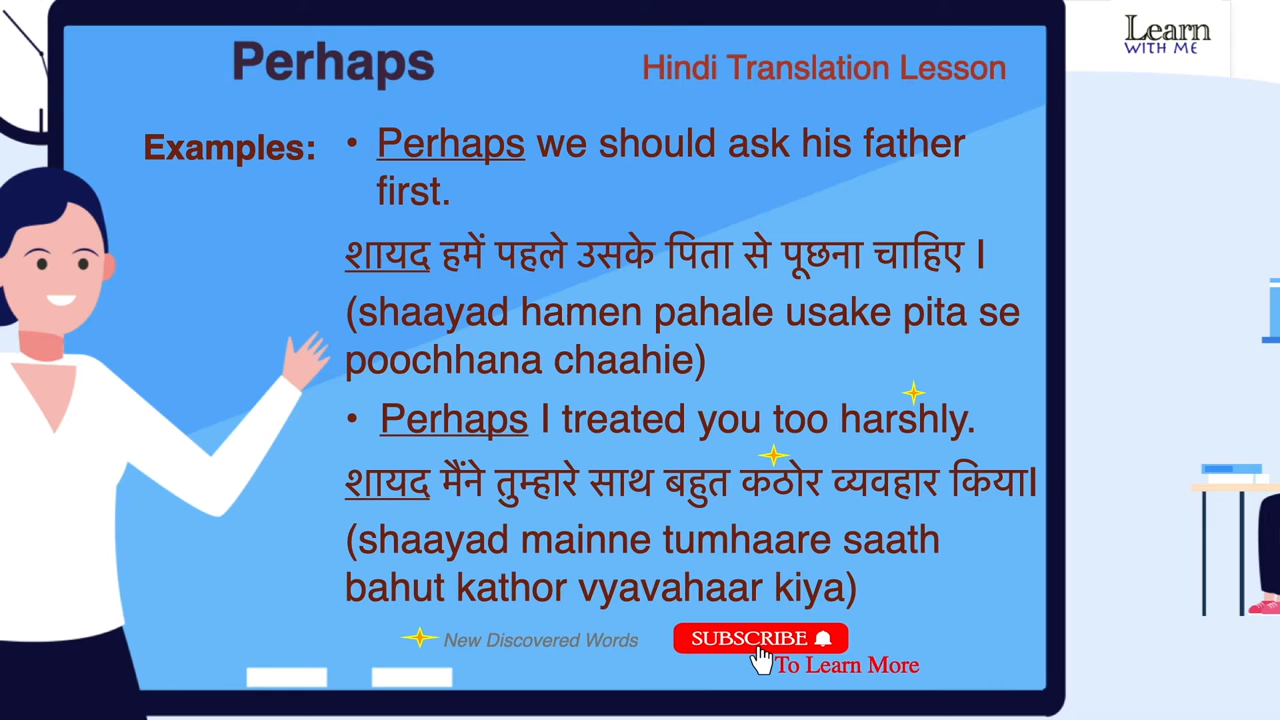 Learn
WITH ME
Perhaps
Hindi Translation Lesson
Examples:
• Perhaps we should ask his father
first.
शायद हमें पहले उसके पिता से पूछना चाहिए ।
(shaayad hamen pahale usake pita se
poochhana chaahie)
• Perhaps I treated you too harshly.
शायद मैंने तुम्हारे साथ बहुत कठोर व्यवहार किया।
(shaayad mainne tumhaare saath
bahut kathor vyavahaar kiya)
New Discovered Words
SUBSCRIBE
To Learn More